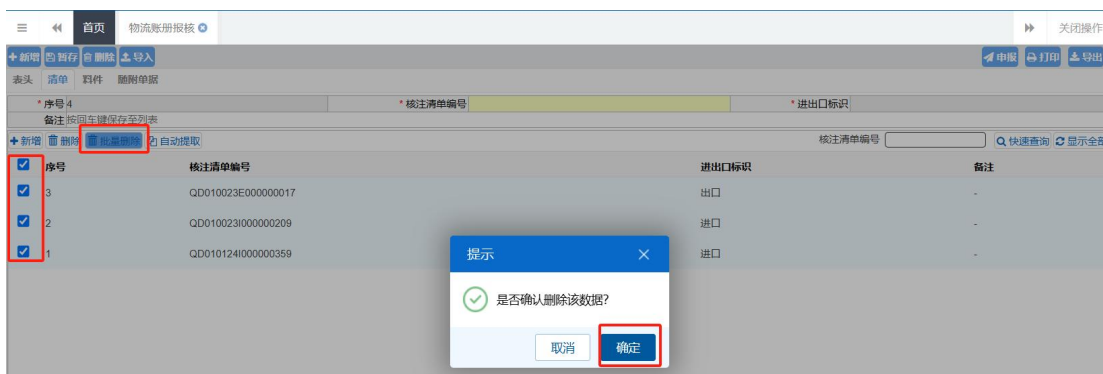 首页 物流账册报核 关闭操作
新增 暂存 删除 导入 申报 打印 导出
表头 清单 料件 随附单据
*序号 4 *核注清单编号 *进出口标识
备注 按回车键保存至列表
新增 删除 批量删除 自动提取 核注清单编号 快速查询 显示全部
序号 核注清单编号 进出口标识 备注
3 QD010023E000000017 出口 -
2 QD010023I000000209 进口 -
1 QD010124I000000359 进口 -
提示
是否确认删除该数据?
取消 确定